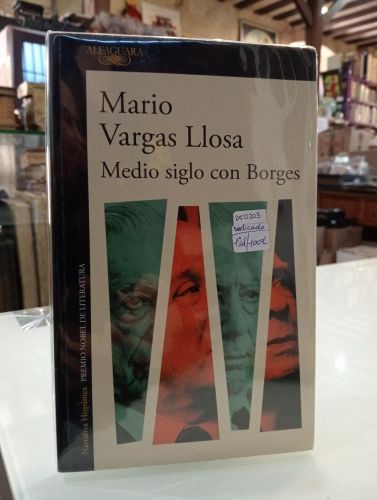 ALFAGUARA
Mario
Vargas Llosa
Medio siglo con Borges
dedicado
Narrativa Hispánica PREMIO NOBEL DE LITERATURA